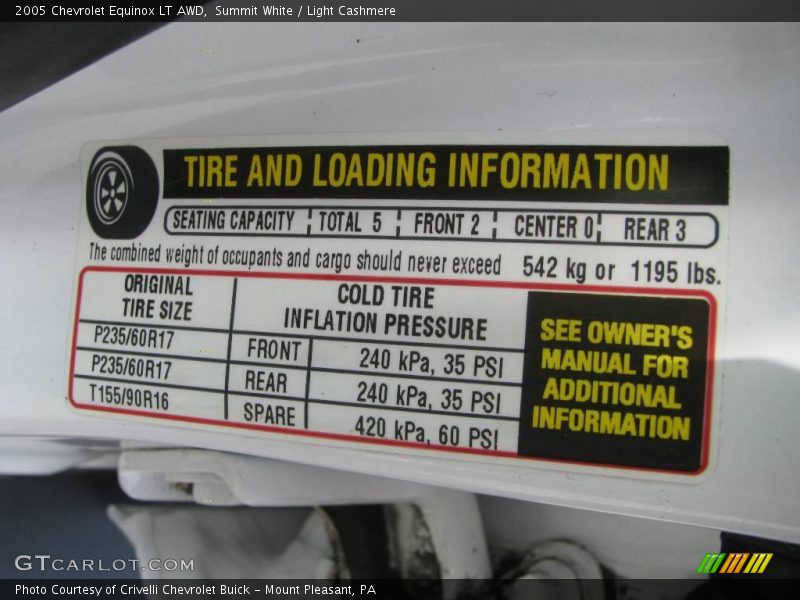 2005 Chevrolet Equinox LT AWD,  Summit White / Light Cashmere
TIRE AND LOADING INFORMATION
SEATING CAPACITY ¦ TOTAL 5 ¦ FRONT 2 ¦ CENTER 0 ¦ REAR 3
The combined weight of occupants and cargo should never exceed 542 kg or 1195 lbs.
ORIGINAL
TIRE SIZE
COLD TIRE
INFLATION PRESSURE
P235/60R17 FRONT 240 kPa, 35 PSI
P235/60R17 REAR 240 kPa, 35 PSI
T155/90R16 SPARE 420 kPa, 60 PSI
SEE OWNER'S
MANUAL FOR
ADDITIONAL
INFORMATION
GTCARLOT.COM
Photo Courtesy of Crivelli Chevrolet Buick - Mount Pleasant, PA